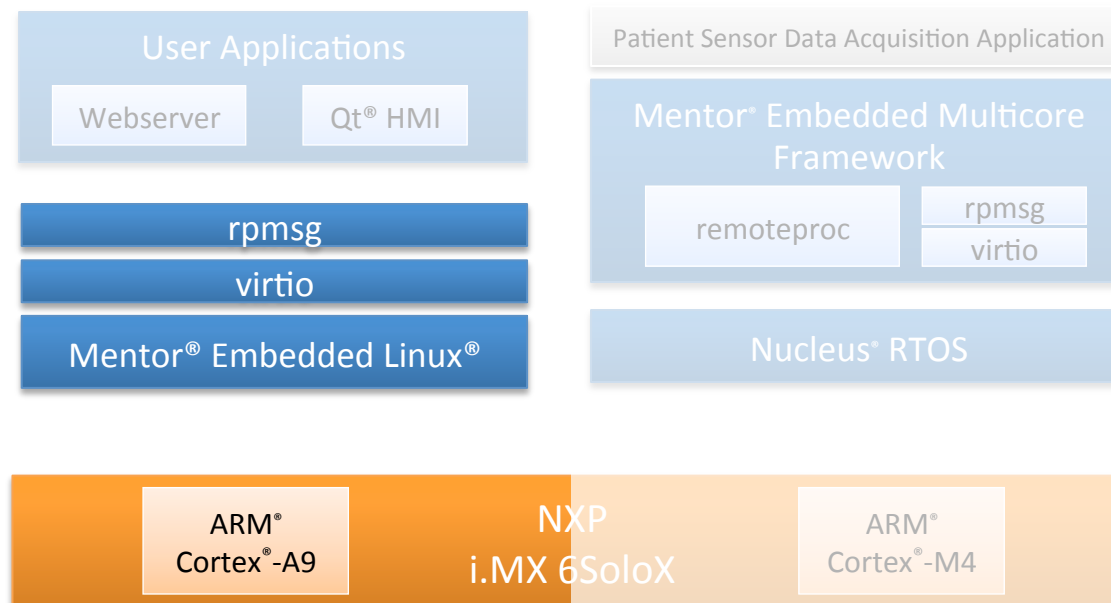 User Applications
Webserver
Qt® HMI
rpmsg
virtio
Mentor® Embedded Linux®
Patient Sensor Data Acquisition Application
Mentor® Embedded Multicore
Framework
remoteproc
rpmsg
virtio
Nucleus® RTOS
ARM®
Cortex®-A9
NXP
i.MX 6SoloX
ARM®
Cortex®-M4